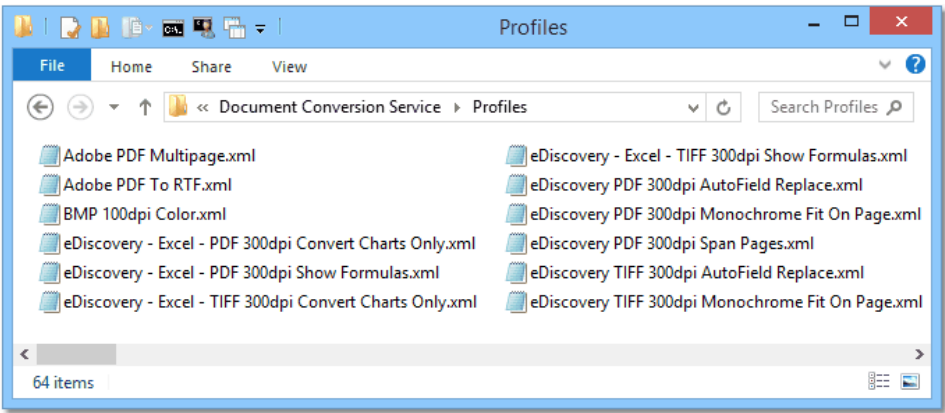 Profiles
File Home Share View
« Document Conversion Service Profiles Search Profiles
Adobe PDF Multipage.xml
Adobe PDF To RTF.xml
BMP 100dpi Color.xml
eDiscovery - Excel - PDF 300dpi Convert Charts Only.xml
eDiscovery - Excel - PDF 300dpi Show Formulas.xml
eDiscovery - Excel - TIFF 300dpi Convert Charts Only.xml
eDiscovery - Excel - TIFF 300dpi Show Formulas.xml
eDiscovery PDF 300dpi AutoField Replace.xml
eDiscovery PDF 300dpi Monochrome Fit On Page.xml
eDiscovery PDF 300dpi Span Pages.xml
eDiscovery TIFF 300dpi AutoField Replace.xml
eDiscovery TIFF 300dpi Monochrome Fit On Page.xml
64 items